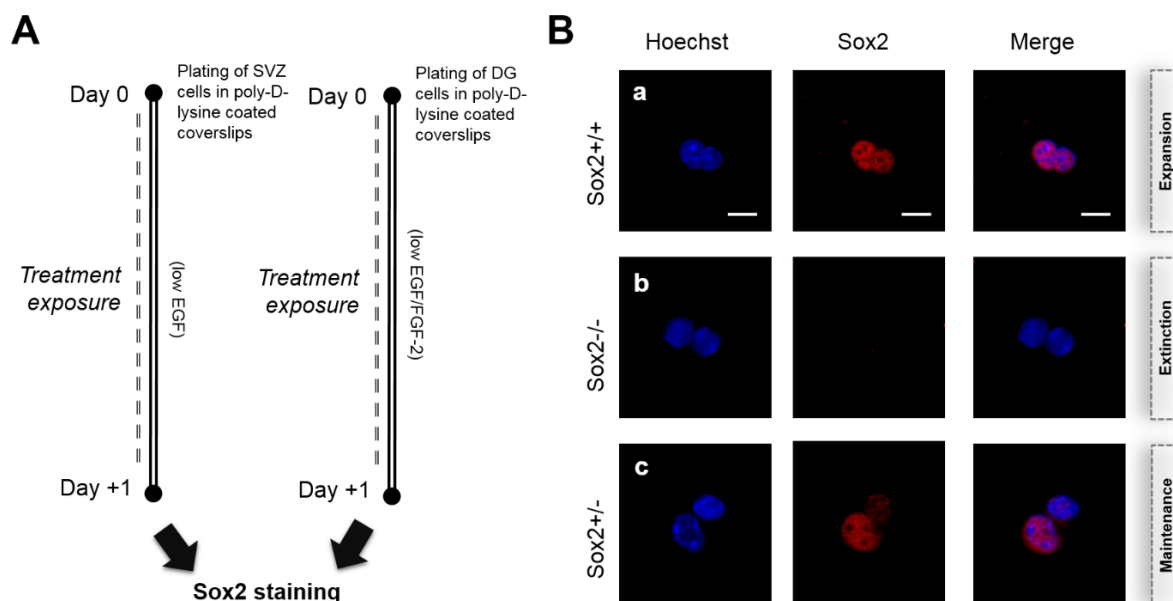 A
Day 0
Plating of SVZ
cells in poly-D-
lysine coated
coverslips
Treatment
exposure
(low EGF)
Day +1
Day 0
Plating of DG
cells in poly-D-
lysine coated
coverslips
Treatment
exposure
(low EGF/FGF-2)
Day +1
Sox2 staining
B
Hoechst
Sox2
Merge
Sox2+/+
a
Expansion
Sox2-/-
b
Extinction
Sox2+/-
c
Maintenance